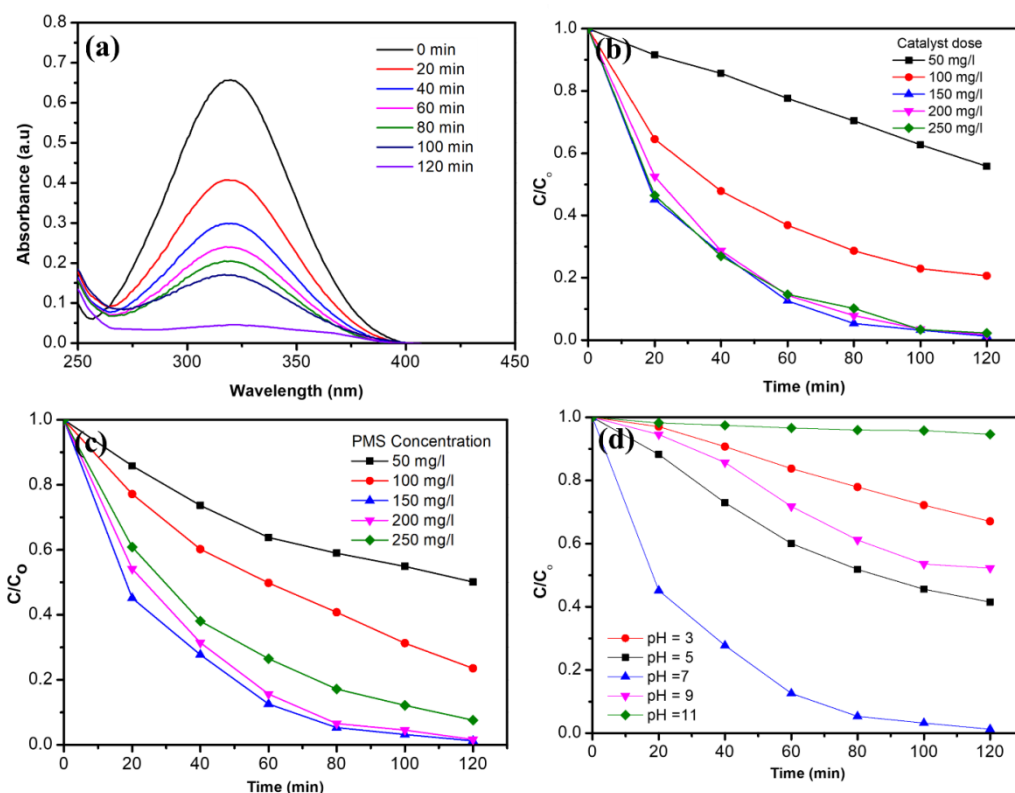 (a)
0 min
20 min
40 min
60 min
80 min
100 min
120 min
Absorbance (a.u)
0.8
0.7
0.6
0.5
0.4
0.3
0.2
0.1
0.0
250 300 350 400 450
Wavelength (nm)
(b)
Catalyst dose
50 mg/l
100 mg/l
150 mg/l
200 mg/l
250 mg/l
C/C₀
1.0
0.8
0.6
0.4
0.2
0.0
0 20 40 60 80 100 120
Time (min)
(c)
PMS Concentration
50 mg/l
100 mg/l
150 mg/l
200 mg/l
250 mg/l
C/C₀
1.0
0.8
0.6
0.4
0.2
0.0
0 20 40 60 80 100 120
Time (min)
(d)
pH = 3
pH = 5
pH =7
pH = 9
pH =11
C/C₀
1.0
0.8
0.6
0.4
0.2
0.0
0 20 40 60 80 100 120
Time (min)